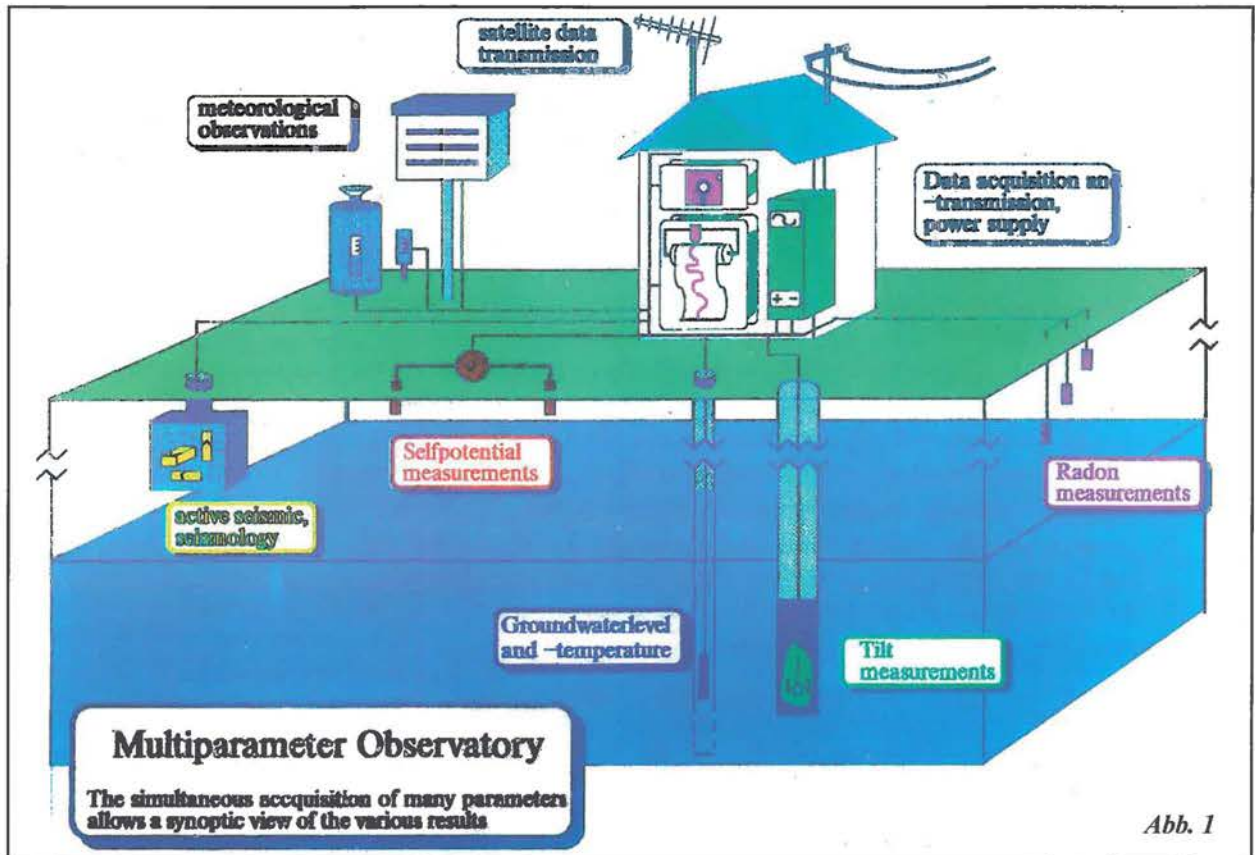 satellite data
transmission
meteorological
observations
Data acquisition and
-transmission,
power supply
Selfpotential
measurements
Radon
measurements
active seismic,
seismology
Groundwaterlevel
and -temperature
Tilt
measurements
Multiparameter Observatory
The simultaneous accquisition of many parameters
allows a synoptic view of the various results
Abb. 1